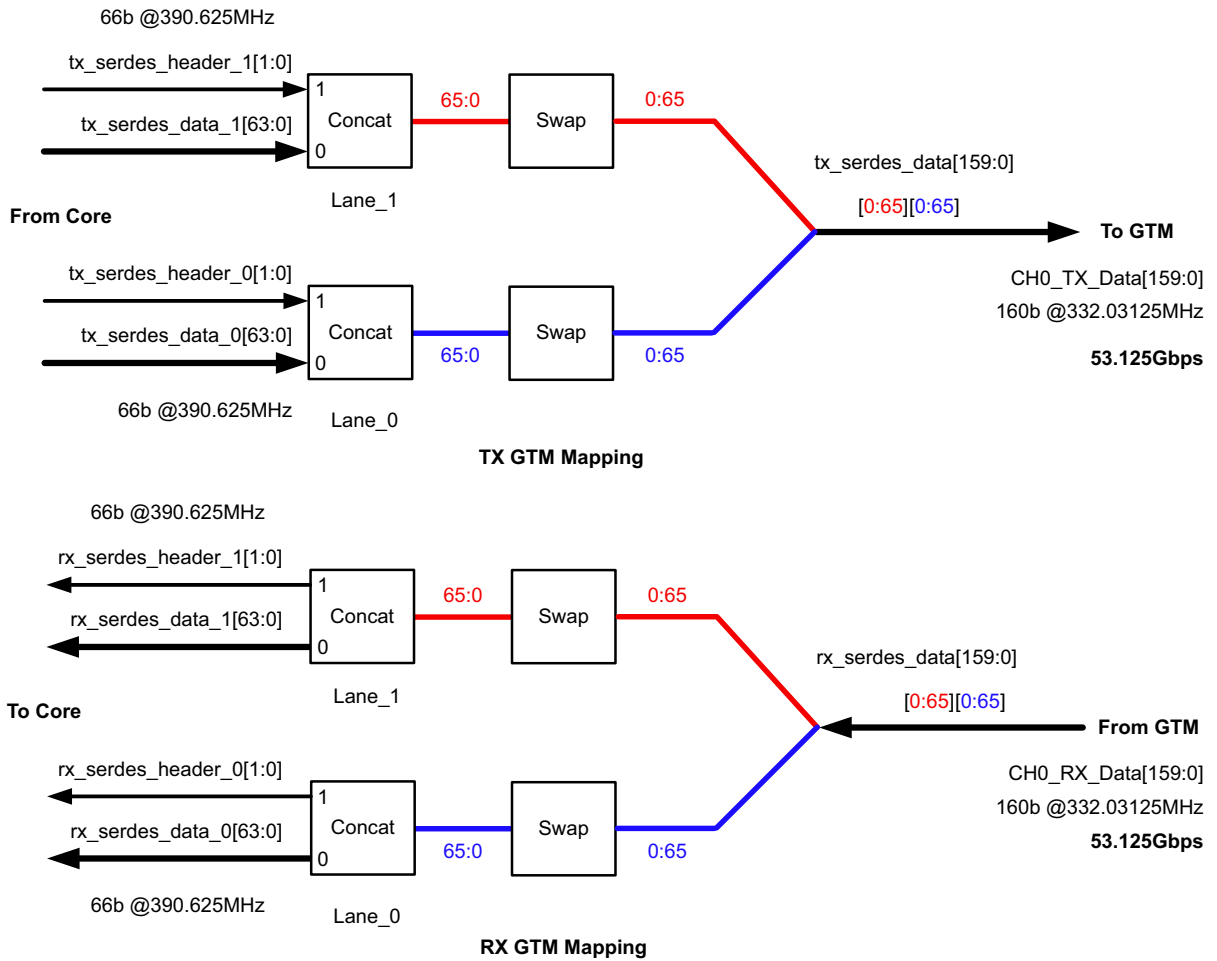 66b @390.625MHz
tx_serdes_header_1[1:0]
1
65:0
0:65
Concat
Swap
tx_serdes_data_1[63:0]
0
tx_serdes_data[159:0]
Lane_1
[0:65][0:65]
From Core
To GTM
tx_serdes_header_0[1:0]
1
CH0_TX_Data[159:0]
160b @332.03125MHz
Concat
Swap
tx_serdes_data_0[63:0]
0
65:0
0:65
53.125Gbps
66b @390.625MHz
Lane_0
TX GTM Mapping
66b @390.625MHz
rx_serdes_header_1[1:0]
1
65:0
0:65
Concat
Swap
rx_serdes_data_1[63:0]
0
rx_serdes_data[159:0]
Lane_1
[0:65][0:65]
To Core
From GTM
rx_serdes_header_0[1:0]
1
CH0_RX_Data[159:0]
160b @332.03125MHz
Concat
Swap
rx_serdes_data_0[63:0]
0
65:0
0:65
53.125Gbps
66b @390.625MHz
Lane_0
RX GTM Mapping